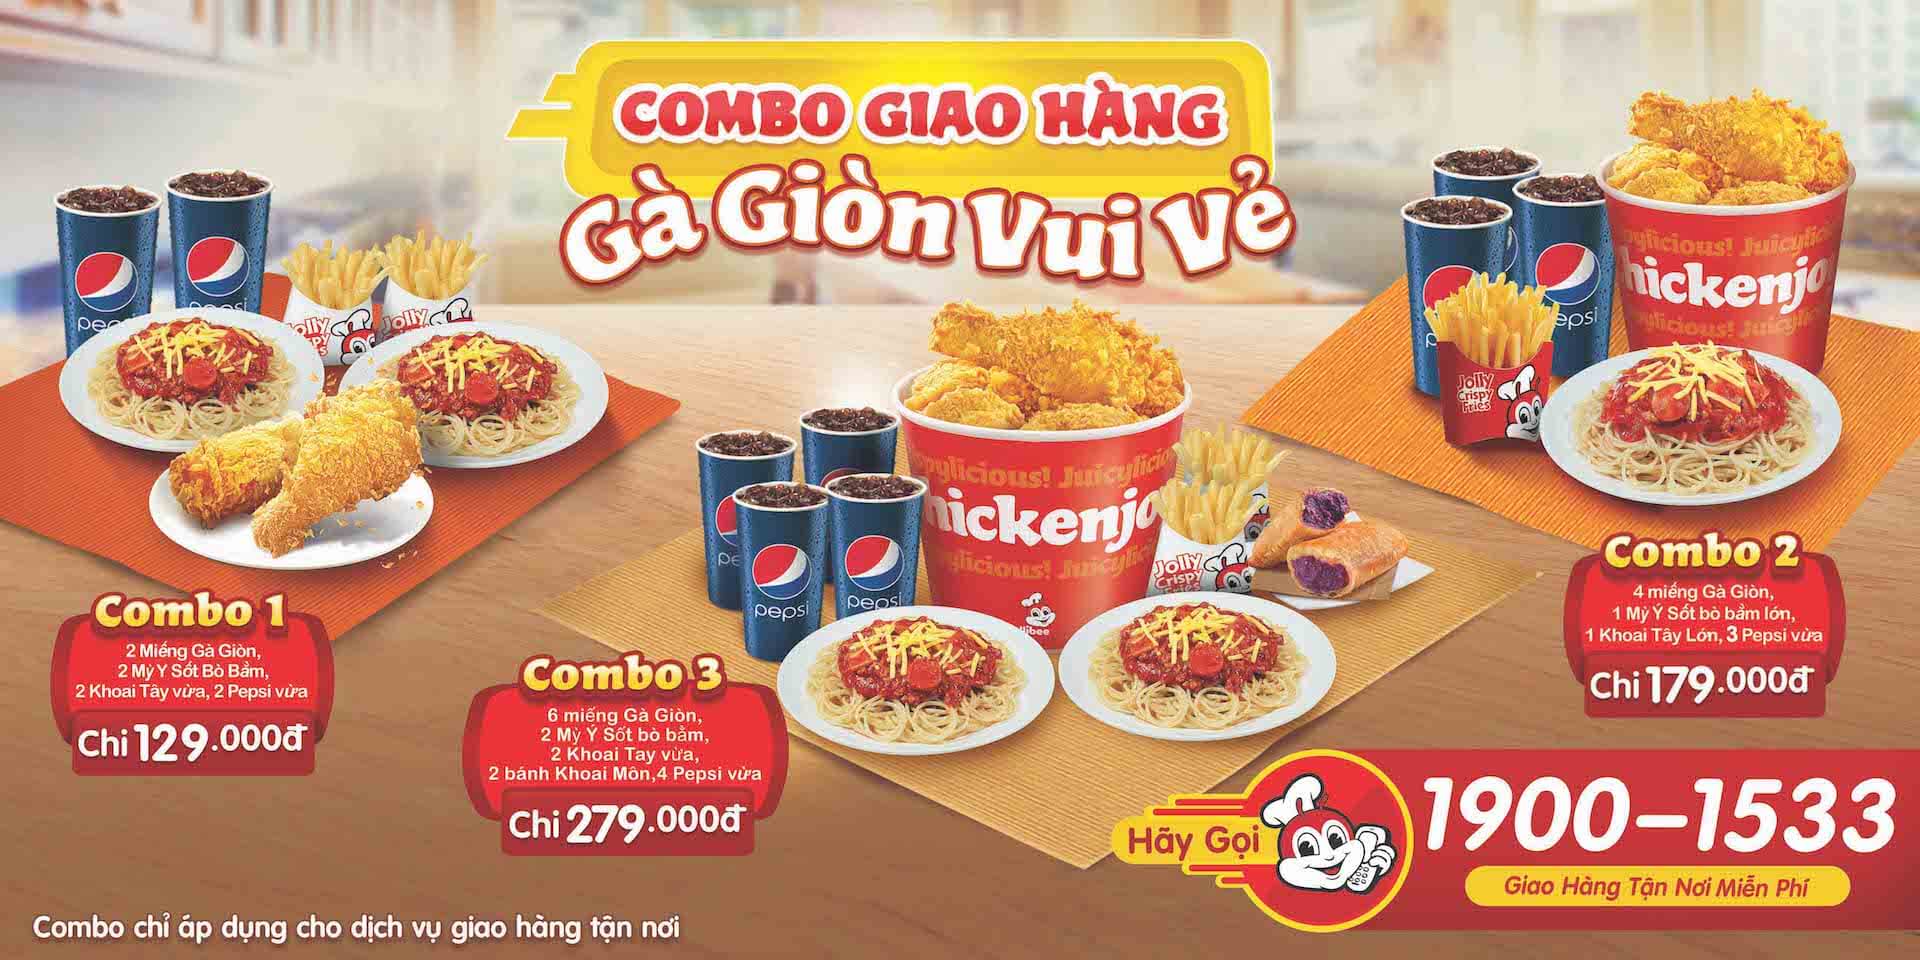 COMBO GIAO HÀNG
Gà Giòn Vui Vẻ
pepsi
pepsi
Jolly
Crispy
Fries
Jolly
Combo 1
2 Miếng Gà Giòn,
2 Mỳ Ý Sốt Bò Bằm,
2 Khoai Tây vừa, 2 Pepsi vừa
Chỉ 129.000đ
pepsi
pepsi
hickenjo
Jolly
Crispy
Combo 3
6 miếng Gà Giòn,
2 Mỳ Ý Sốt bò bằm,
2 Khoai Tay vừa,
2 bánh Khoai Môn,4 Pepsi vừa
Chi 279.000đ
epsi
hickenjo
Jolly
Crispy
Fries
Combo 2
4 miếng Gà Giòn,
1 Mỳ Ý Sốt bò bằm lớn,
1 Khoai Tây Lớn, 3 Pepsi vừa
Chỉ 179.000đ
Hãy Gọi
1900-1533
Giao Hàng Tận Nơi Miễn Phí
Combo chỉ áp dụng cho dịch vụ giao hàng tận nơi